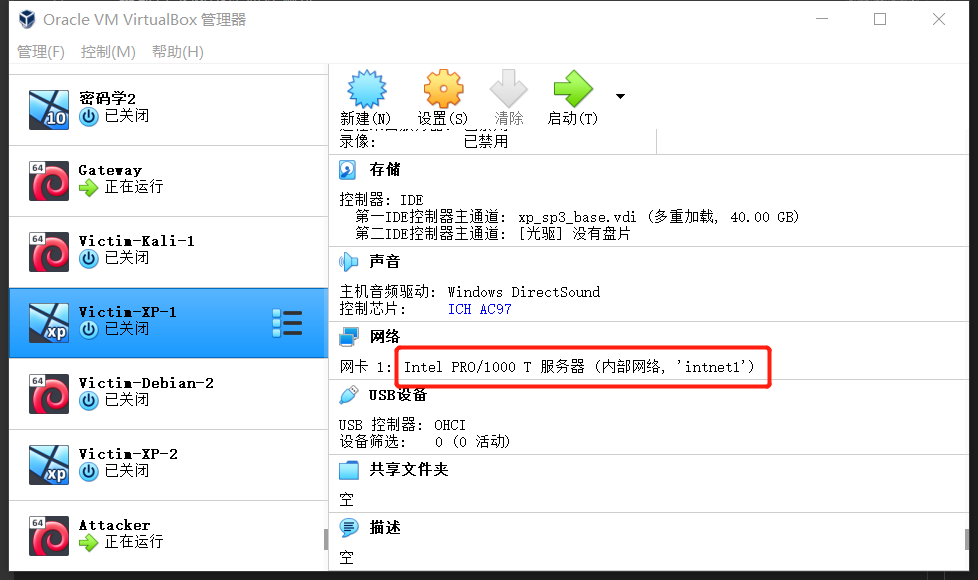 Oracle VM VirtualBox 管理器
管理(F) 控制(M) 帮助(H)
密码学2
已关闭
10
64
Gateway
正在运行
64
Victim-Kali-1
已关闭
Victim-XP-1
已关闭
xp
64
Victim-Debian-2
已关闭
Victim-XP-2
已关闭
xp
64
Attacker
正在运行
新建(N) 设置(S) 清除 启动(T)
录像: 已禁用
存储
控制器: IDE
第一IDE控制器主通道: xp_sp3_base.vdi (多重加载, 40.00 GB)
第二IDE控制器主通道: [光驱] 没有盘片
声音
主机音频驱动: Windows DirectSound
控制芯片: ICH AC97
网络
网卡 1: Intel PRO/1000 T 服务器 (内部网络, 'intnet1')
USB设备
USB 控制器: OHCI
设备筛选: 0 (0 活动)
共享文件夹
空
描述
空